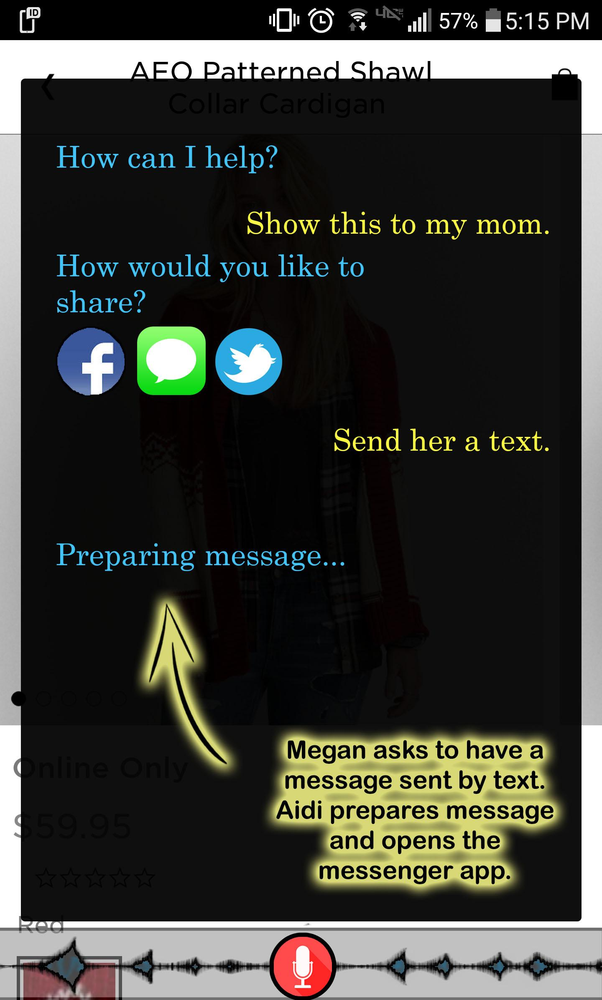 ID
57% 5:15 PM
AEO Patterned Shawl
Collar Cardigan
How can I help?
Show this to my mom.
How would you like to
share?
f
Send her a text.
Preparing message...
Megan asks to have a
message sent by text.
Aidi prepares message
and opens the
messenger app.
Online Only
$59.95
Red